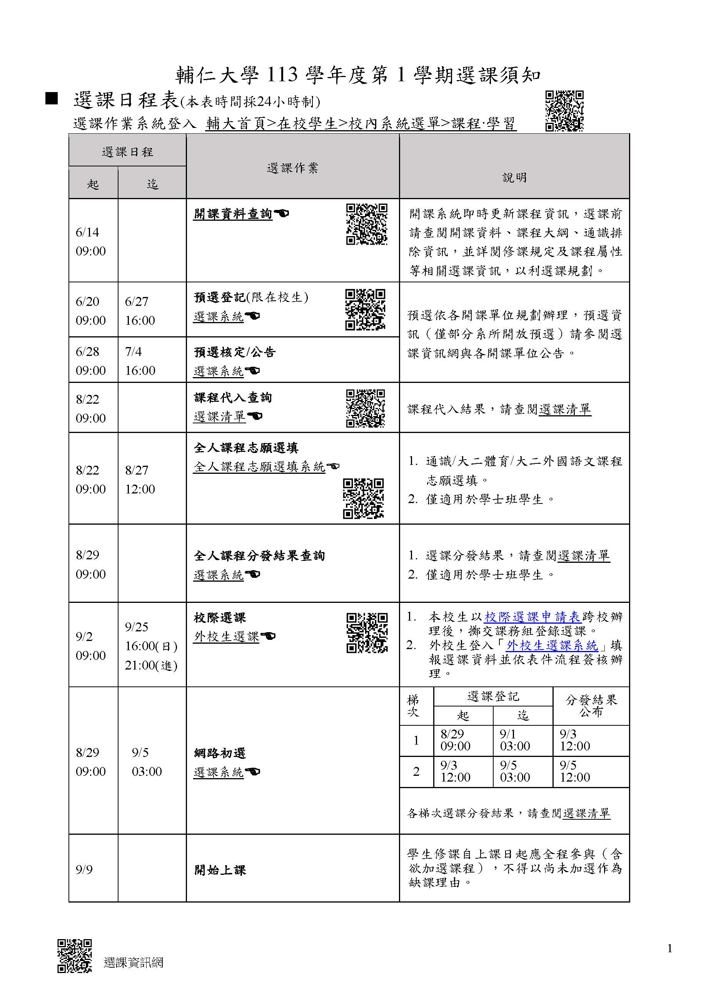 輔仁大學 113 學年度第 1 學期選課須知
■ 選課日程表(本表時間採24小時制)
選課作業系統登入 輔大首頁>在校學生>校內系統選單>課程·學習
選課日程
選課作業
說明
起
迄
6/14
09:00
開課資料查詢
開課系統即時更新課程資訊，選課前
請查閱開課資料、課程大綱、通識排
除資訊，並詳閱修課規定及課程屬性
等相關選課資訊，以利選課規劃。
6/20
09:00
6/27
16:00
預選登記(限在校生)
選課系統
預選依各開課單位規劃辦理，預選資
訊（僅部分系所開放預選）請參閱選
課資訊網與各開課單位公告。
6/28
09:00
7/4
16:00
預選核定/公告
選課系統
8/22
09:00
課程代入查詢
選課清單
課程代入結果，請查閱選課清單
8/22
09:00
8/27
12:00
全人課程志願選填
全人課程志願選填系統
1. 通識/大二體育/大二外國語文課程
志願選填。
2. 僅適用於學士班學生。
8/29
09:00
全人課程分發結果查詢
選課系統
1. 選課分發結果，請查閱選課清單
2. 僅適用於學士班學生。
9/2
09:00
9/25
16:00(日)
21:00(進)
校際選課
外校生選課
1. 本校生以校際選課申請表跨校辦
理後，擲交課務組登錄選課。
2. 外校生登入「外校生選課系統」填
報選課資料並依表件流程簽核辦
理。
8/29
09:00
9/5
03:00
網路初選
選課系統
梯
次
選課登記
分發結果
公布
起
迄
1
8/29
09:00
9/1
03:00
9/3
12:00
2
9/3
12:00
9/5
03:00
9/5
12:00
各梯次選課分發結果，請查閱選課清單
9/9
開始上課
學生修課自上課日起應全程參與（含
欲加選課程），不得以尚未加選作為
缺課理由。
選課資訊網
1